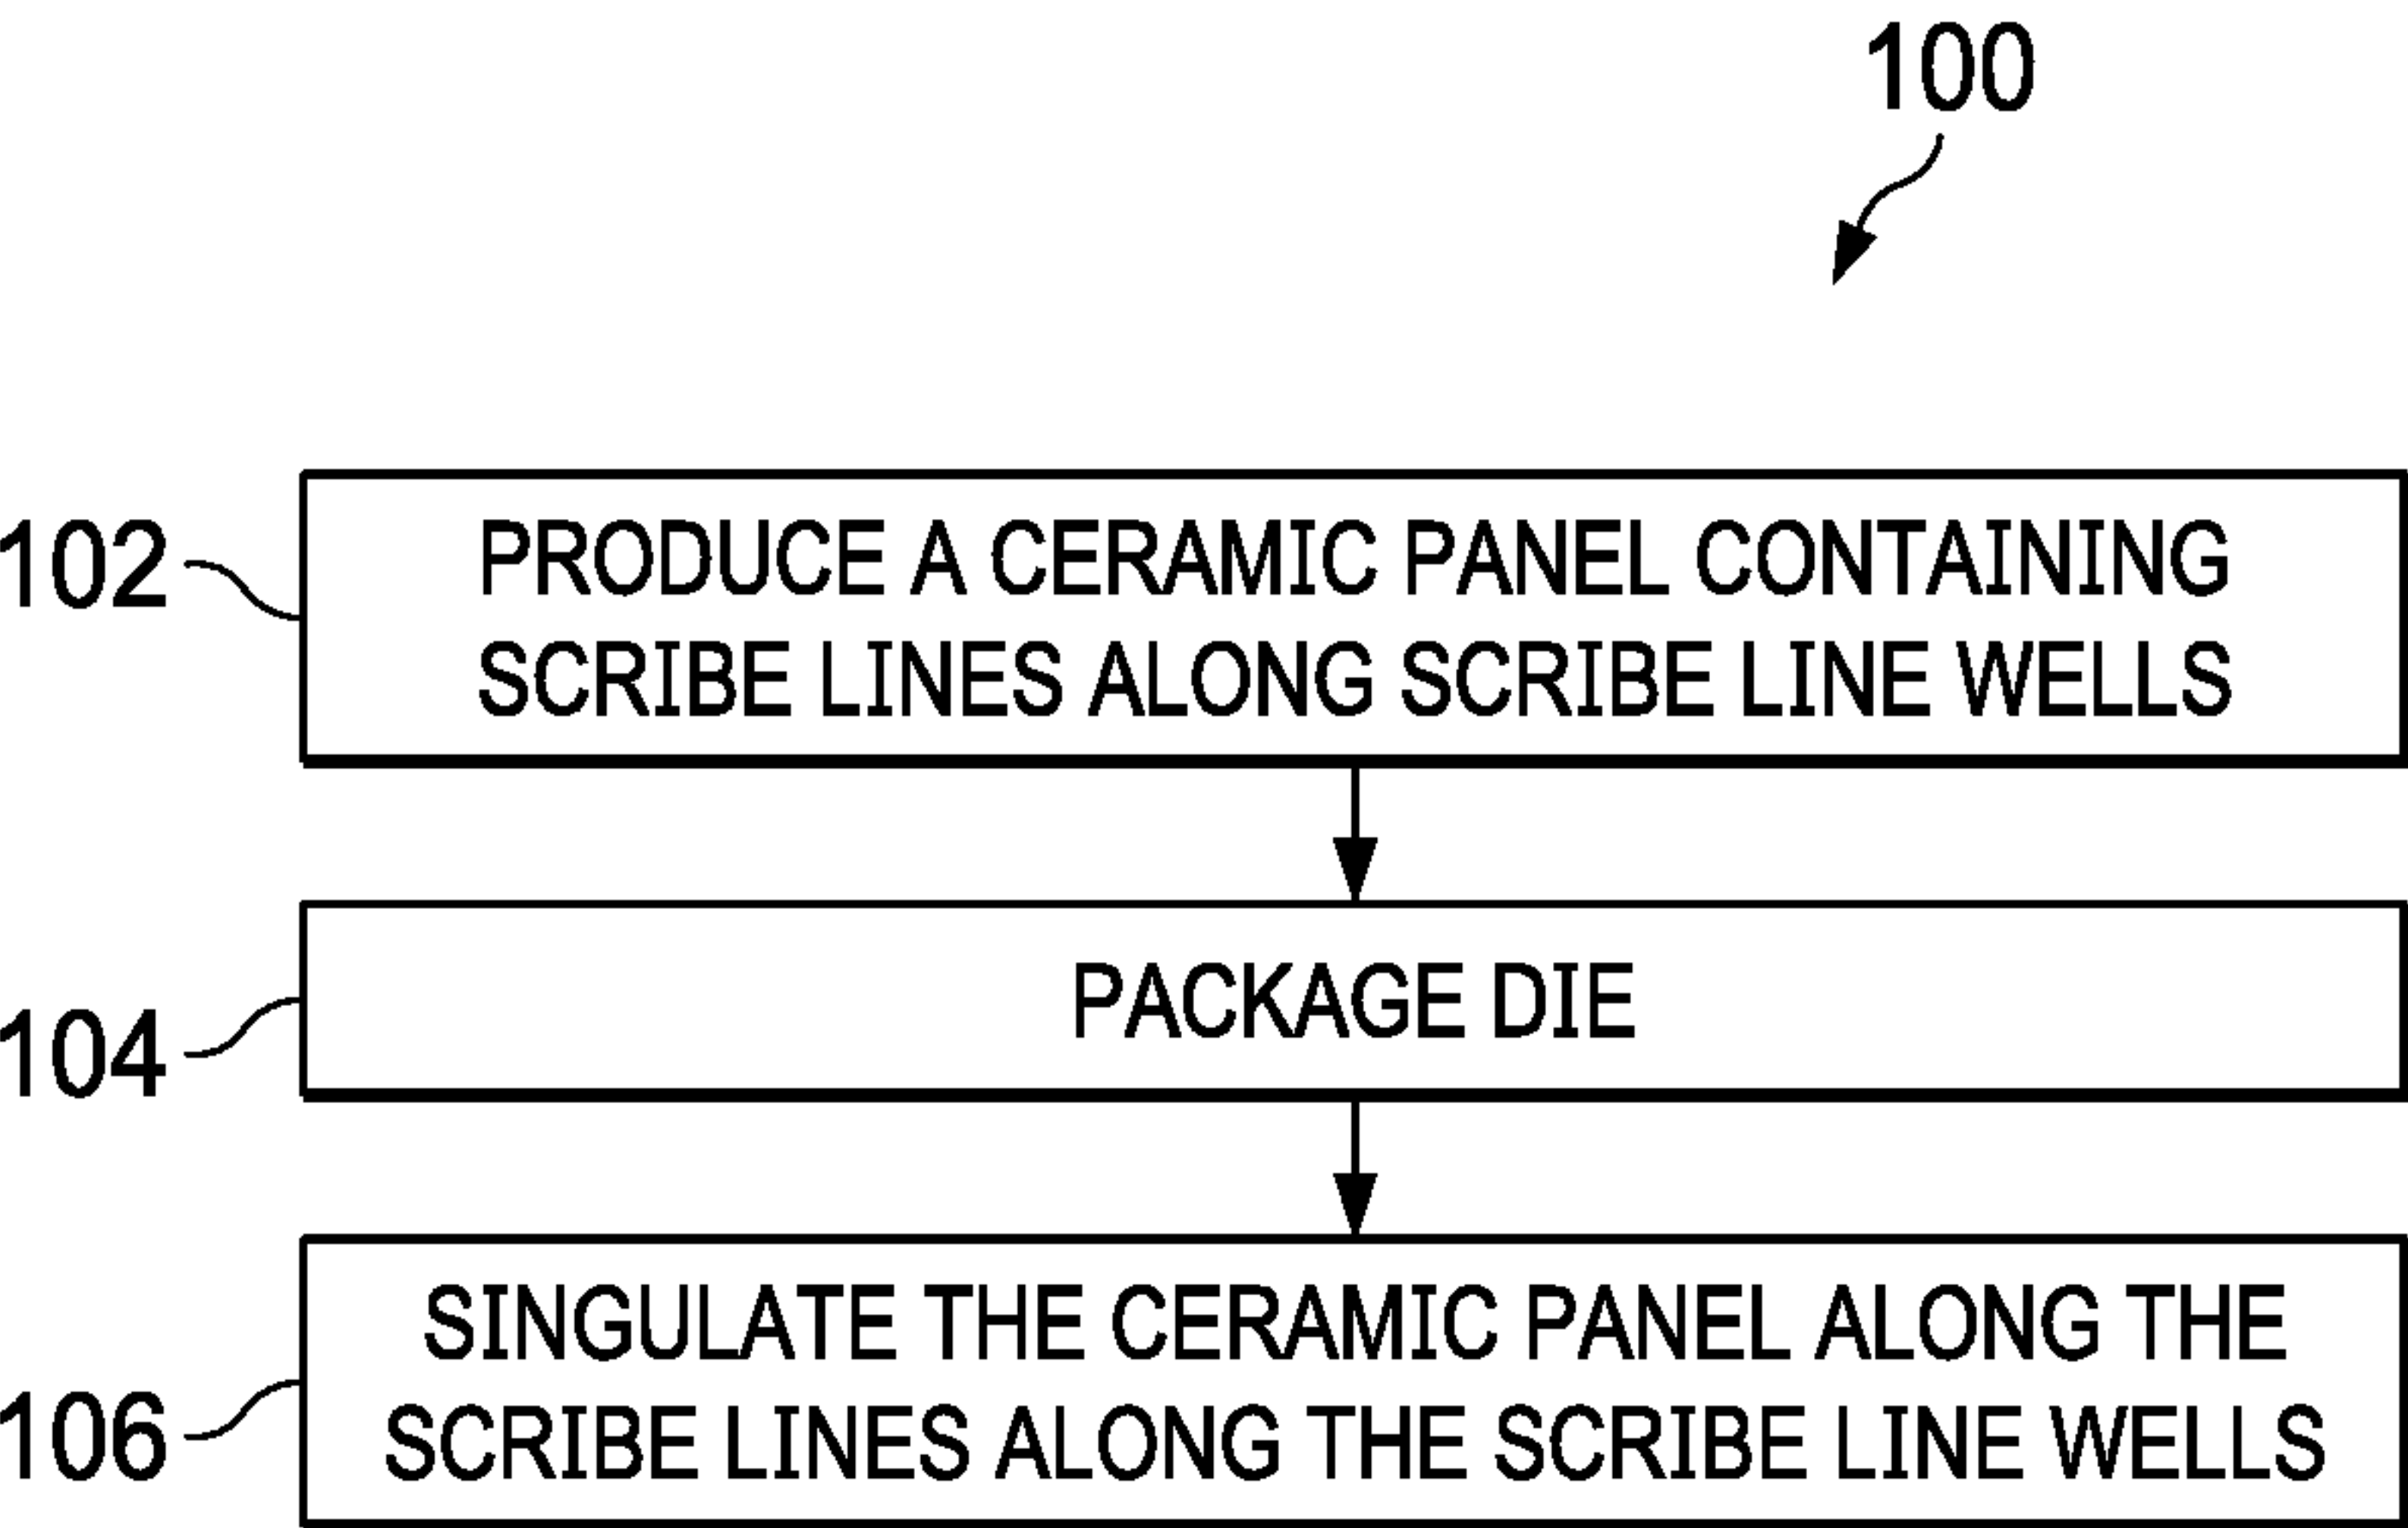 100
102
PRODUCE A CERAMIC PANEL CONTAINING
SCRIBE LINES ALONG SCRIBE LINE WELLS
104
PACKAGE DIE
106
SINGULATE THE CERAMIC PANEL ALONG THE
SCRIBE LINES ALONG THE SCRIBE LINE WELLS